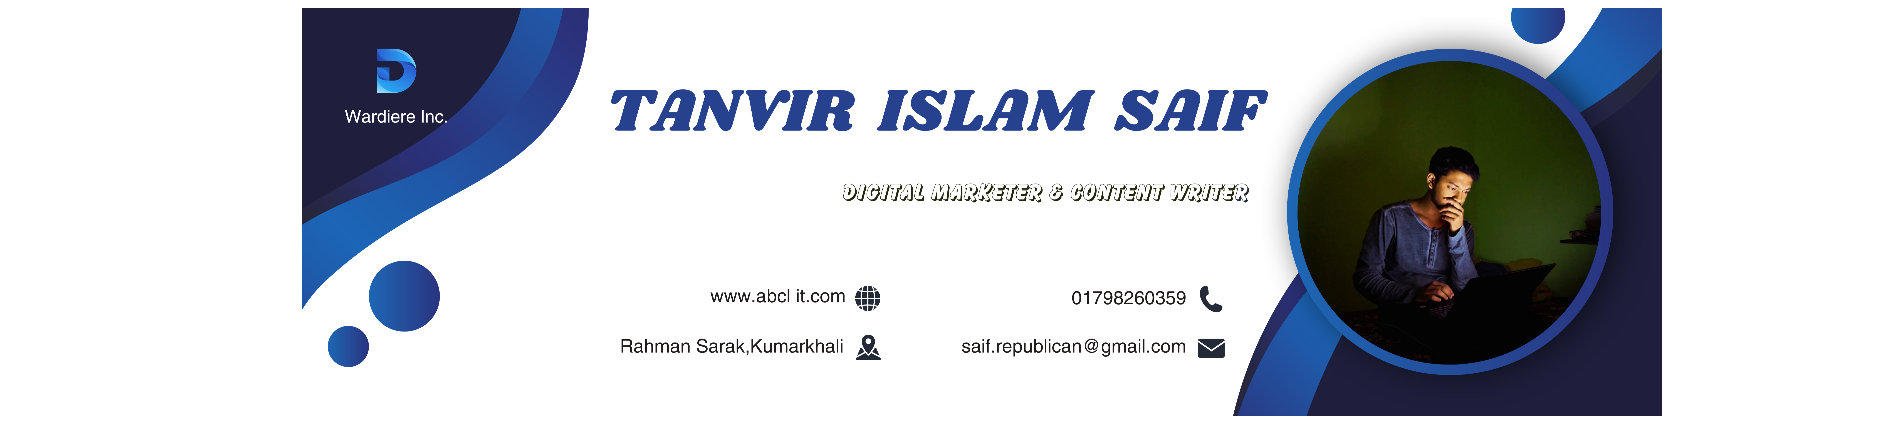 Wardiere Inc.
TANVIR ISLAM SAIF
DIGITAL MARKETER & CONTENT WRITER
www.abcl it.com
01798260359
Rahman Sarak,Kumarkhali
saif.republican@gmail.com